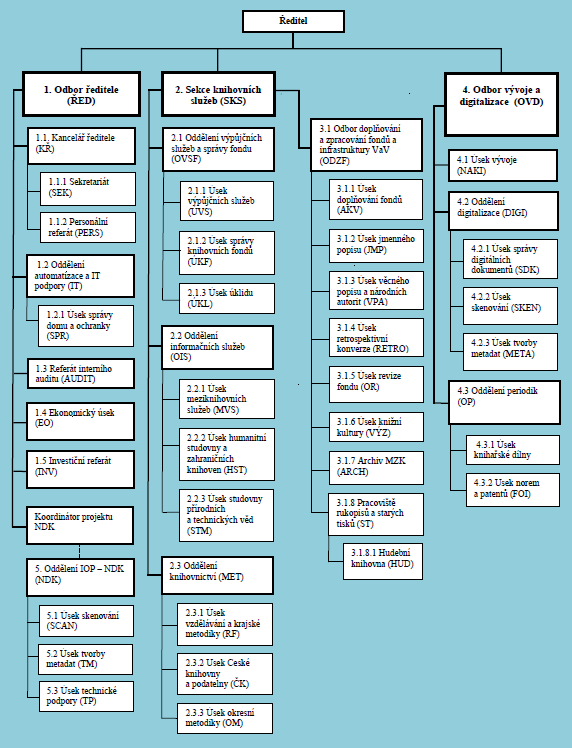 Ředitel
1. Odbor ředitele
(ŘED)
1.1. Kancelář ředitele
(KŘ)
1.1.1 Sekretariát
(SEK)
1.1.2 Personální
referát (PERS)
1.2 Oddělení
automatizace a IT
podpory (IT)
1.2.1 Úsek správy
domu a ochranky
(SPR)
1.3 Referát interního
auditu (AUDIT)
1.4 Ekonomický úsek
(EO)
1.5 Investiční referát
(INV)
Koordinátor projektu
NDK
5. Oddělení IOP – NDK
(NDK)
5.1 Úsek skenování
(SCAN)
5.2 Úsek tvorby
metadat (TM)
5.3 Úsek technické
podpory (TP)
2. Sekce knihovních
služeb (SKS)
2.1 Oddělení výpůjčních
služeb a správy fondu
(OVSF)
2.1.1 Úsek
výpůjčních služeb
(ÚVS)
2.1.2 Úsek správy
knihovních fondů
(ÚKF)
2.1.3 Úsek úklidu
(ÚKL)
2.2 Oddělení
informačních služeb
(OIS)
2.2.1 Úsek
meziknihovních
služeb (MVS)
2.2.2 Úsek humanitní
studovny a
zahraničních
knihoven (HST)
2.2.3 Úsek studovny
přírodních
a technických věd
(STM)
2.3 Oddělení
knihovnictví (MET)
2.3.1 Úsek
vzdělávání a krajské
metodiky (RF)
2.3.2 Úsek České
knihovny
a podatelny (ČK)
2.3.3 Úsek okresní
metodiky (OM)
3.1 Odbor doplňování
a zpracování fondů a
infrastruktury VaV
(ODZF)
3.1.1 Úsek
doplňování fondů
(AKV)
3.1.2 Úsek jmenného
popisu (JMP)
3.1.3 Úsek věcného
popisu a národních
autorit (VPA)
3.1.4 Úsek
retrospektivní
konverze (RETRO)
3.1.5 Úsek revize
fondu (OR)
3.1.6 Úsek knižní
kultury (VÝZ)
3.1.7 Archiv MZK
(ARCH)
3.1.8 Pracoviště
rukopisů a starých
tisků (ST)
3.1.8.1 Hudební
knihovna (HUD)
4. Odbor vývoje a
digitalizace (OVD)
4.1 Úsek vývoje
(NAKI)
4.2 Oddělení
digitalizace (DIGI)
4.2.1 Úsek správy
digitálních
dokumentů (SDK)
4.2.2 Úsek
skenování (SKEN)
4.2.3 Úsek tvorby
metadat (META)
4.3 Oddělení periodik
(OP)
4.3.1 Úsek
knihařské dílny
4.3.2 Úsek norem
a patentů (FOI)